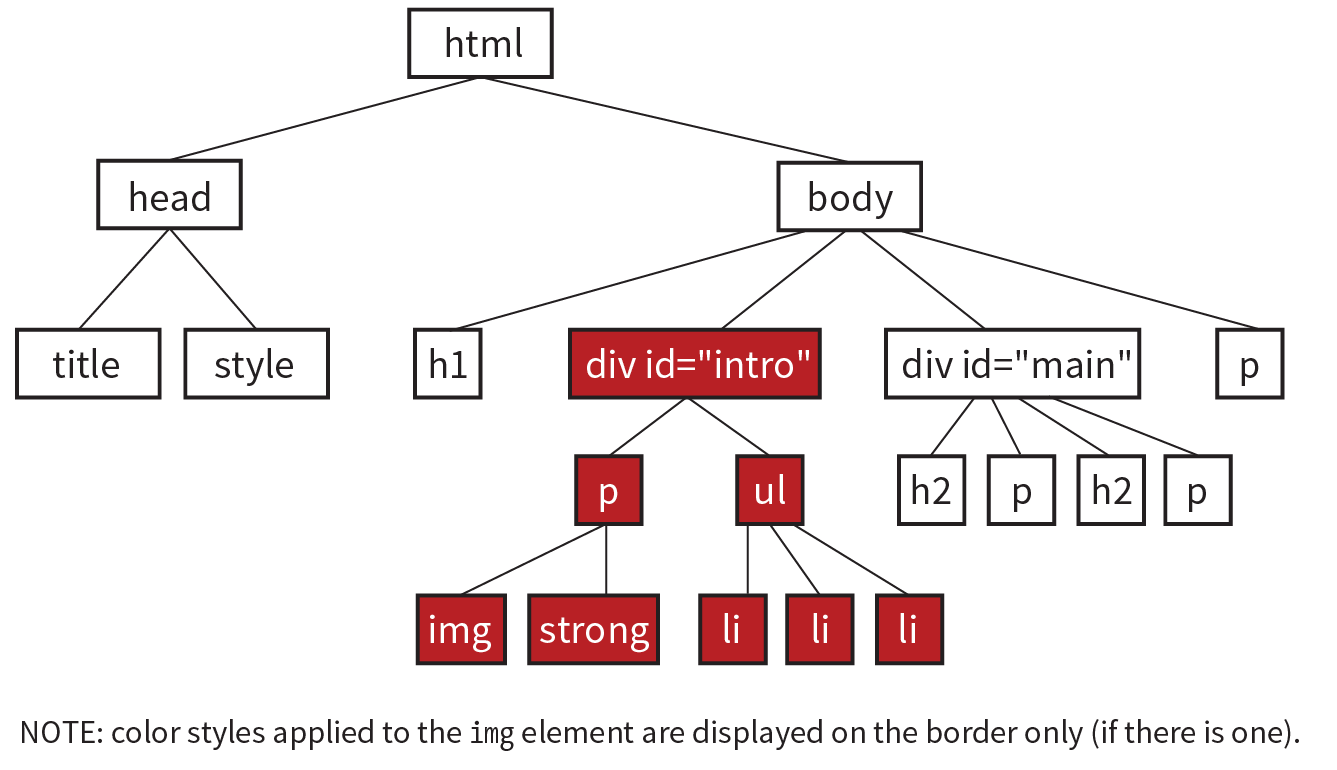 html
head
body
title
style
h1
div id="intro"
div id="main"
p
p
ul
h2
p
h2
p
img
strong
li
li
li
NOTE: color styles applied to the img element are displayed on the border only (if there is one).